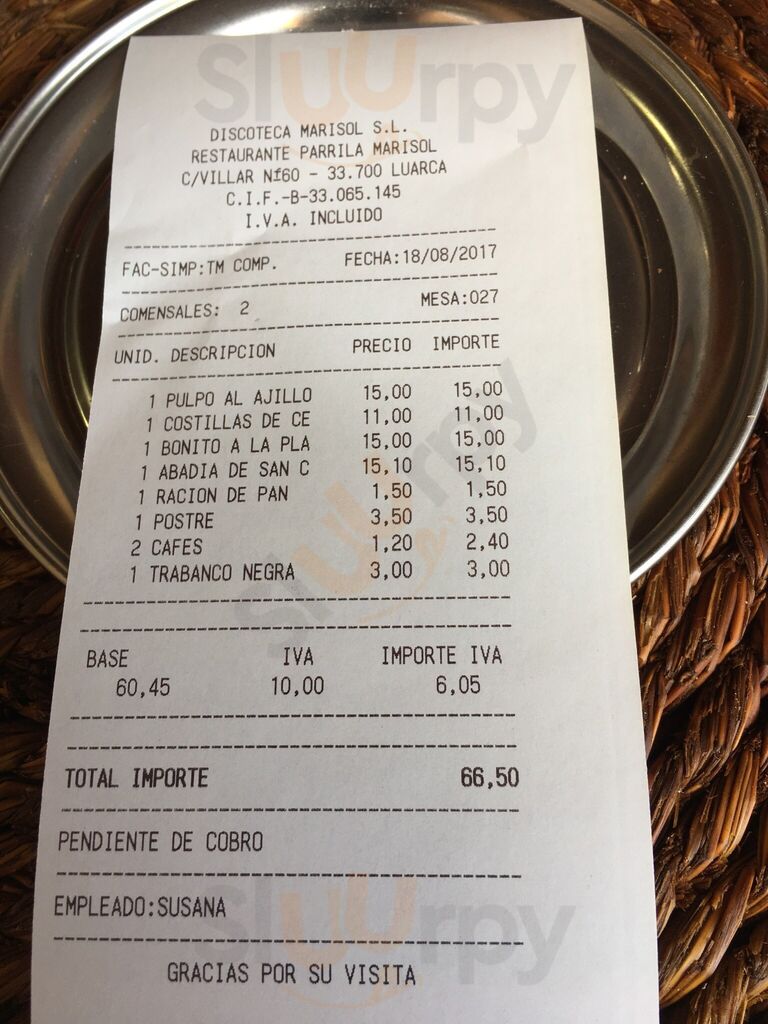 Sluurpy
DISCOTECA MARISOL S.L.
RESTAURANTE PARRILA MARISOL
C/VILLAR Nº60 - 33.700 LUARCA
C.I.F.-B-33.065.145
I.V.A. INCLUIDO
FAC-SIMP:TM COMP. FECHA:18/08/2017
COMENSALES: 2 MESA:027
UNID. DESCRIPCION PRECIO IMPORTE
1 PULPO AL AJILLO 15,00 15,00
1 COSTILLAS DE CE 11,00 11,00
1 BONITO A LA PLA 15,00 15,00
1 ABADIA DE SAN C 15,10 15,10
1 RACION DE PAN 1,50 1,50
1 POSTRE 3,50 3,50
2 CAFES 1,20 2,40
1 TRABANCO NEGRA 3,00 3,00
Sluurpy
BASE IVA IMPORTE IVA
60,45 10,00 6,05
TOTAL IMPORTE 66,50
PENDIENTE DE COBRO
EMPLEADO:SUSANA
Sluurpy
GRACIAS POR SU VISITA